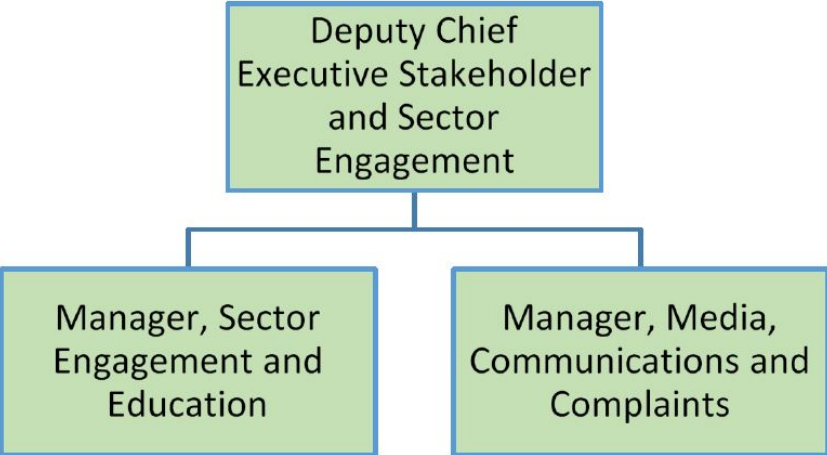 Deputy Chief
Executive Stakeholder
and Sector
Engagement
Manager, Sector
Engagement and
Education
Manager, Media,
Communications and
Complaints